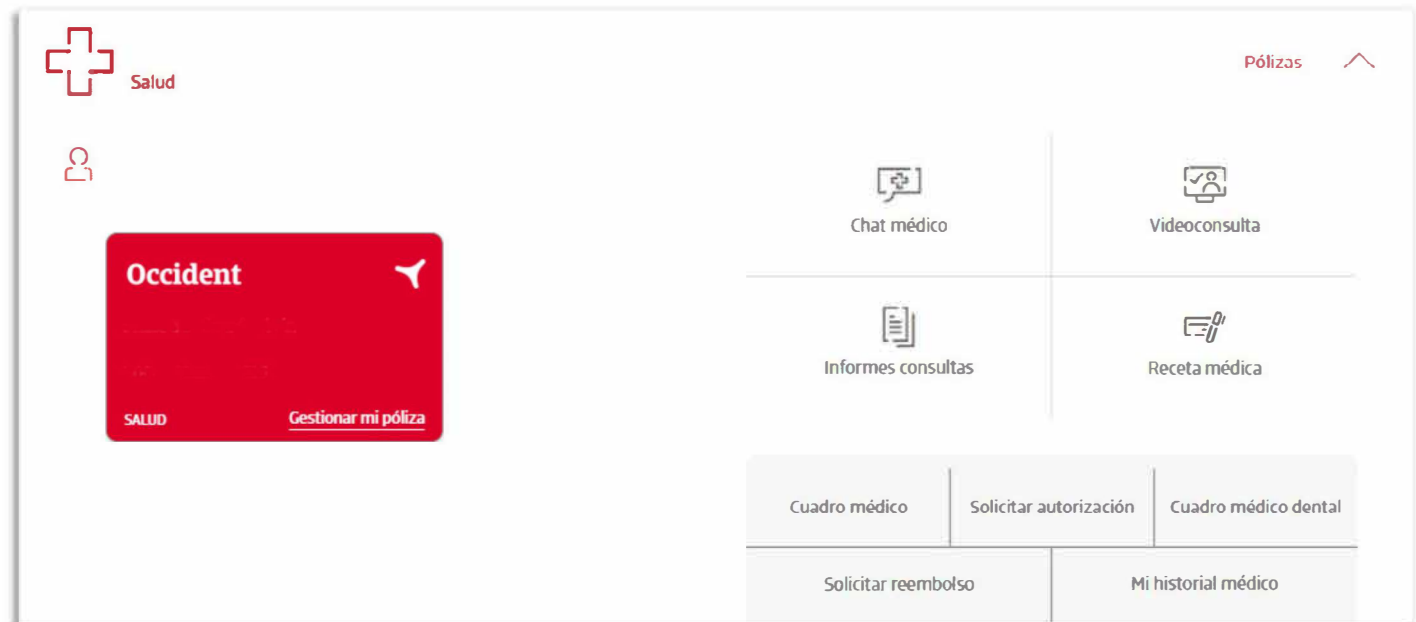 Salud
Pólizas
Occident
SALUD
Gestionar mi póliza
Chat médico
Videoconsulta
Informes consultas
Receta médica
Cuadro médico
Solicitar autorización
Cuadro médico dental
Solicitar reembolso
Mi historial médico